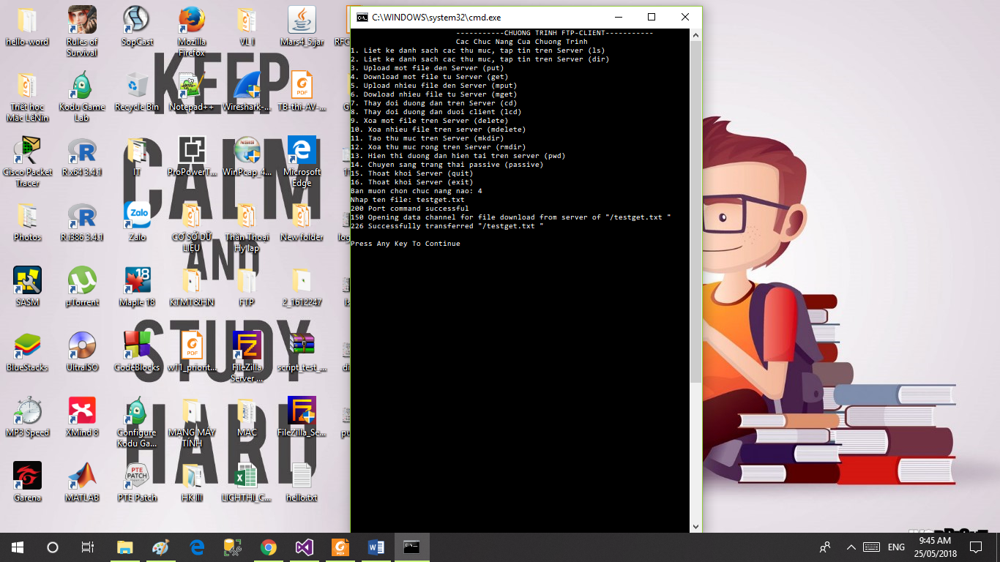 hello-word
Rules of Survival
SopCast
Mozilla Firefox
VL I
Mars4_5.jar
Triết học Mác LêNin
Kodu Game Lab
Recycle Bin
Notepad++
Wireshark-...
TB-thi-AV-...
Cisco Packet Tracer
R x64 3.4.1
IT
ProPowerT...
WinPcap_4...
Microsoft Edge
Photos
R i386 3.4.1
Zalo
CƠ SỞ DỮ LIỆU
Thần Thoại Hy lạp
New folder
SASM
µTorrent
Maple 18
KTMT&HN
FTP
2_1612247
BlueStacks
UltraISO
CodeBlocks
w11_priorit...
FileZilla Server ...
script_test_...
MP3 Speed
XMind 8
Configure Kodu Ga...
MẠNG MÁY TÍNH
MAC
FileZilla_Se...
Garena
MATLAB
PTE Patch
HK III
LICHTHI_C...
hello.txt
KEEP
CALM
AND
STUDY
HARD
C:\WINDOWS\system32\cmd.exe
-----------CHUONG TRINH FTP-CLIENT-----------
Cac Chuc Nang Cua Chuong Trinh
1. Liet ke danh sach cac thu muc, tap tin tren Server (ls)
2. Liet ke danh sach cac thu muc, tap tin tren Server (dir)
3. Upload mot file den Server (put)
4. Download mot file tu Server (get)
5. Upload nhieu file den Server (mput)
6. Dowload nhieu file tu Server (mget)
7. Thay doi duong dan tren Server (cd)
8. Thay doi duong dan duoi client (lcd)
9. Xoa mot file tren Server (delete)
10. Xoa nhieu file tren server (mdelete)
11. Tao thu muc tren Server (mkdir)
12. Xoa thu muc rong tren Server (rmdir)
13. Hien thi duong dan hien tai tren server (pwd)
14. Chuyen sang trang thai passive (passive)
15. Thoat khoi Server (quit)
16. Thoat khoi Server (exit)
Ban muon chon chuc nang nao: 4
Nhap ten file: testget.txt
200 Port command successful
150 Opening data channel for file download from server of "/testget.txt "
226 Successfully transferred "/testget.txt "
Press Any Key To Continue
ENG
9:45 AM
25/05/2018